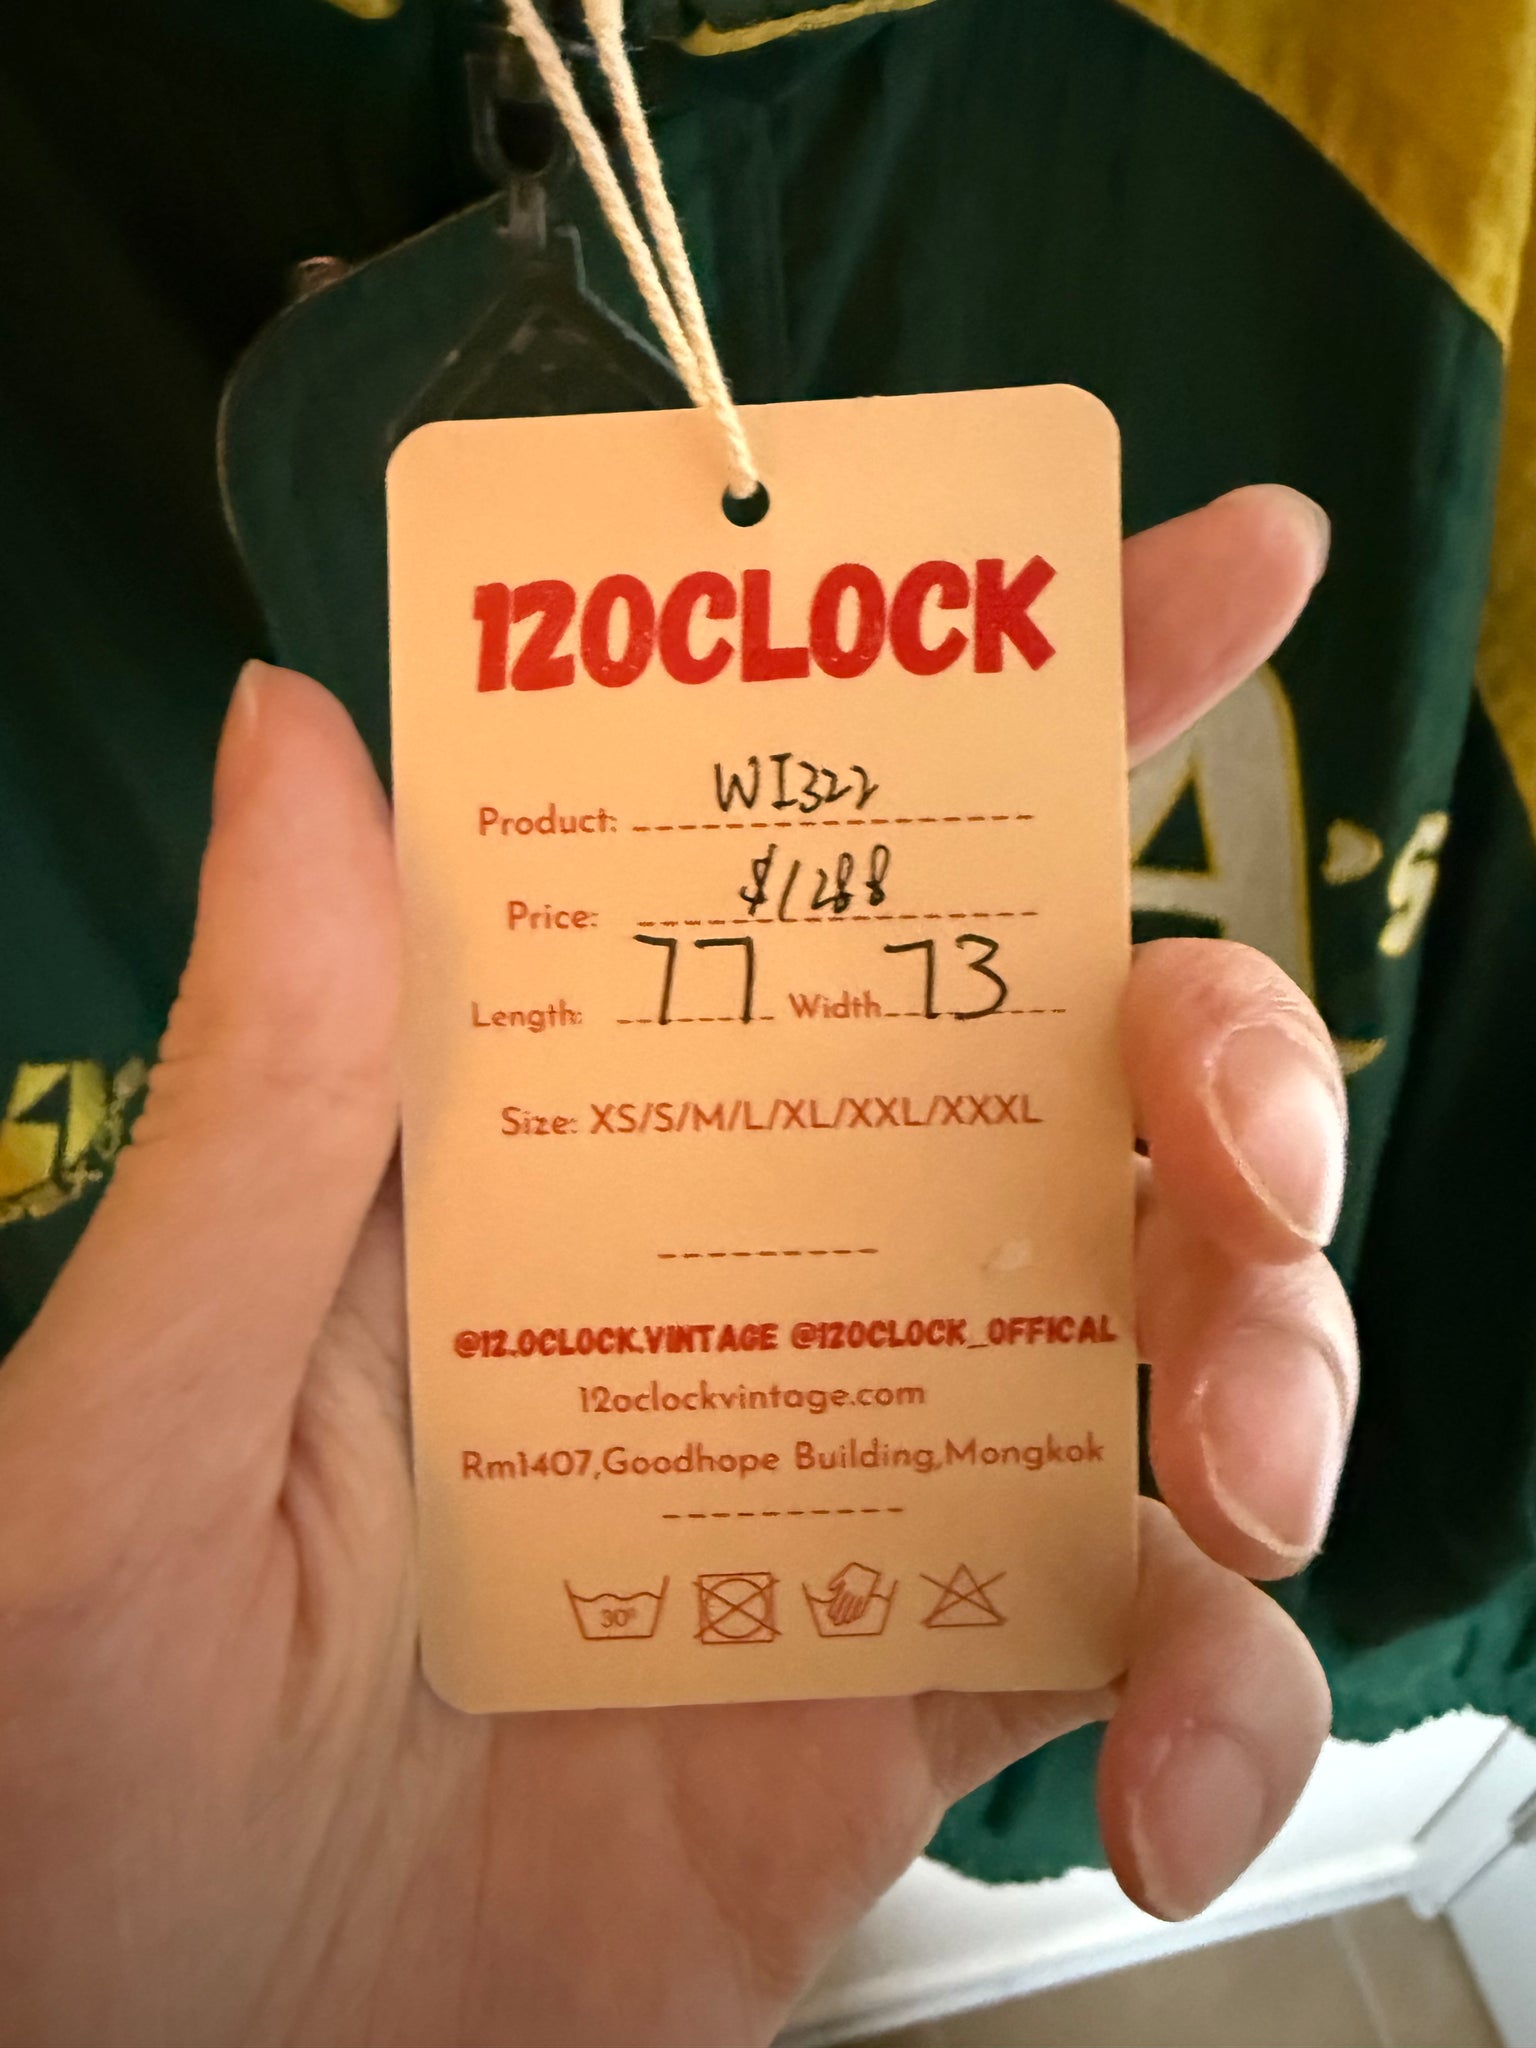 12OCLOCK
Product: WI322
Price: $1288
Length: 77 Width 73
Size: XS/S/M/L/XL/XXL/XXXL
@12.OCLOCK.VINTAGE @12OCLOCK_OFFICAL
12oclockvintage.com
Rm1407,Goodhope Building,Mongkok
30°